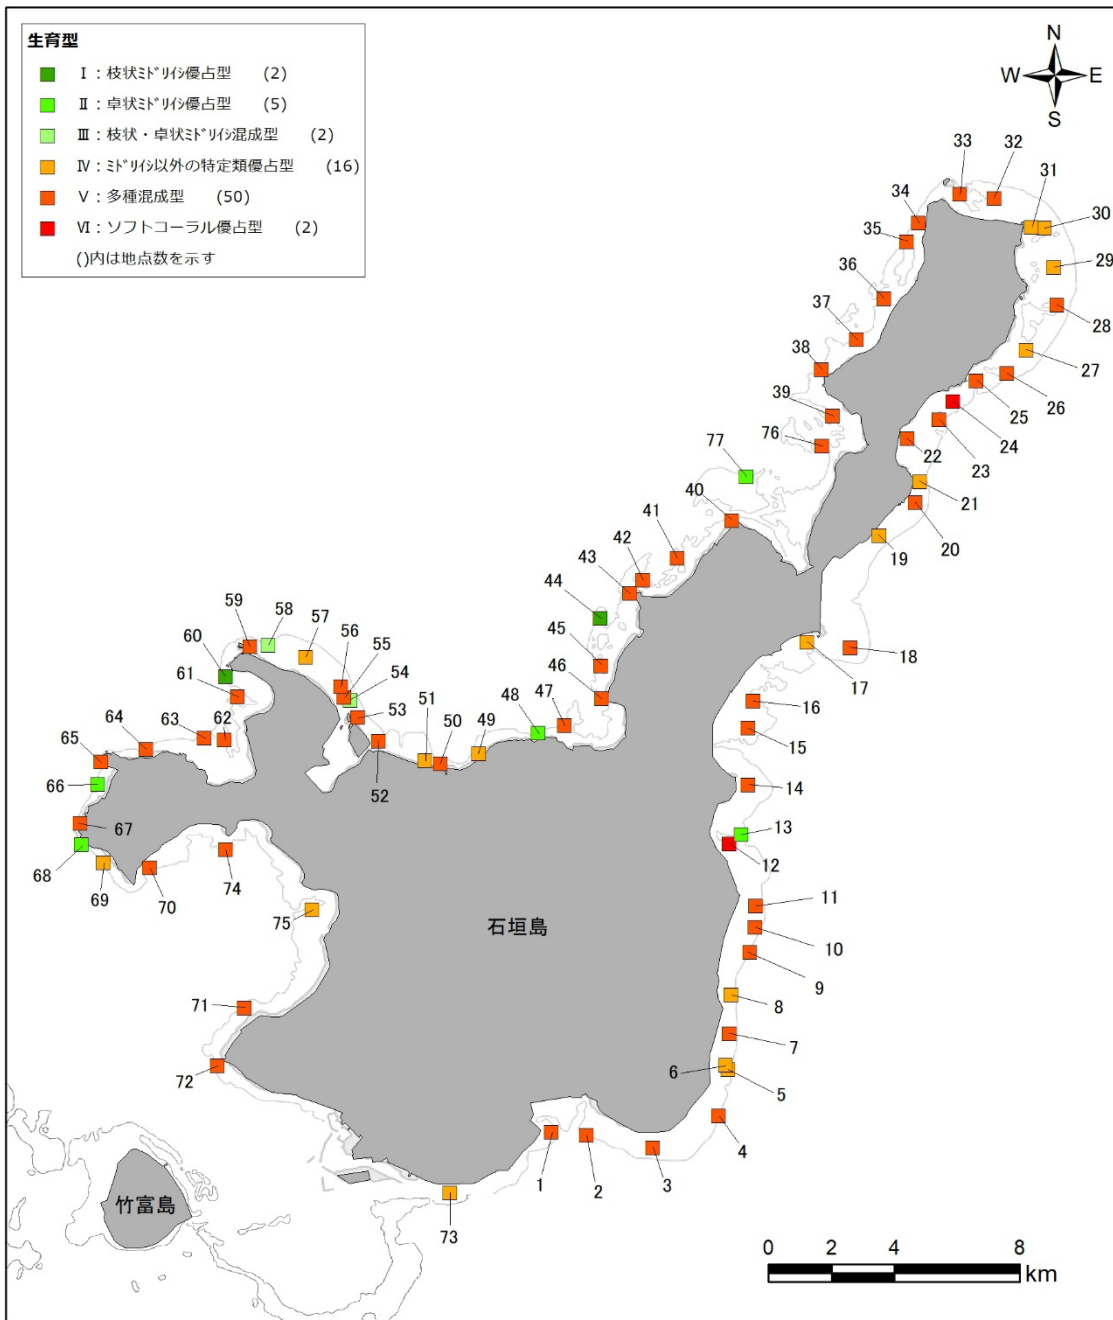 生育型
Ⅰ：枝状ﾐﾄﾞﾘｲｼ優占型 (2)
Ⅱ：卓状ﾐﾄﾞﾘｲｼ優占型 (5)
Ⅲ：枝状・卓状ﾐﾄﾞﾘｲｼ混成型 (2)
Ⅳ：ﾐﾄﾞﾘｲｼ以外の特定類優占型 (16)
Ⅴ：多種混成型 (50)
Ⅵ：ソフトコーラル優占型 (2)
()内は地点数を示す
N
W E
S
33 32
31
34
30
35
29
36
28
37
27
38
26
25
39
24
76
23
22
77
21
40
20
41
19
42
43
44
18
59 58 57
56
45
17
60
55
61
54
46
16
53
64 63 62
51 50 49 48 47
15
65
52
14
66
13
67
12
68
69 70 74
11
75
石垣島
10
9
8
71
7
72
6
5
4
1 2 3
竹富島
73
0 2 4 8
km